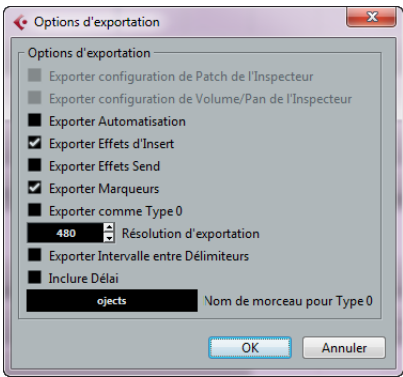 Options d'exportation
Options d'exportation
Exporter configuration de Patch de l'Inspecteur
Exporter configuration de Volume/Pan de l'Inspecteur
Exporter Automatisation
Exporter Effets d'Insert
Exporter Effets Send
Exporter Marqueurs
Exporter comme Type 0
480 Résolution d'exportation
Exporter Intervalle entre Délimiteurs
Inclure Délai
ojects Nom de morceau pour Type 0
OK Annuler